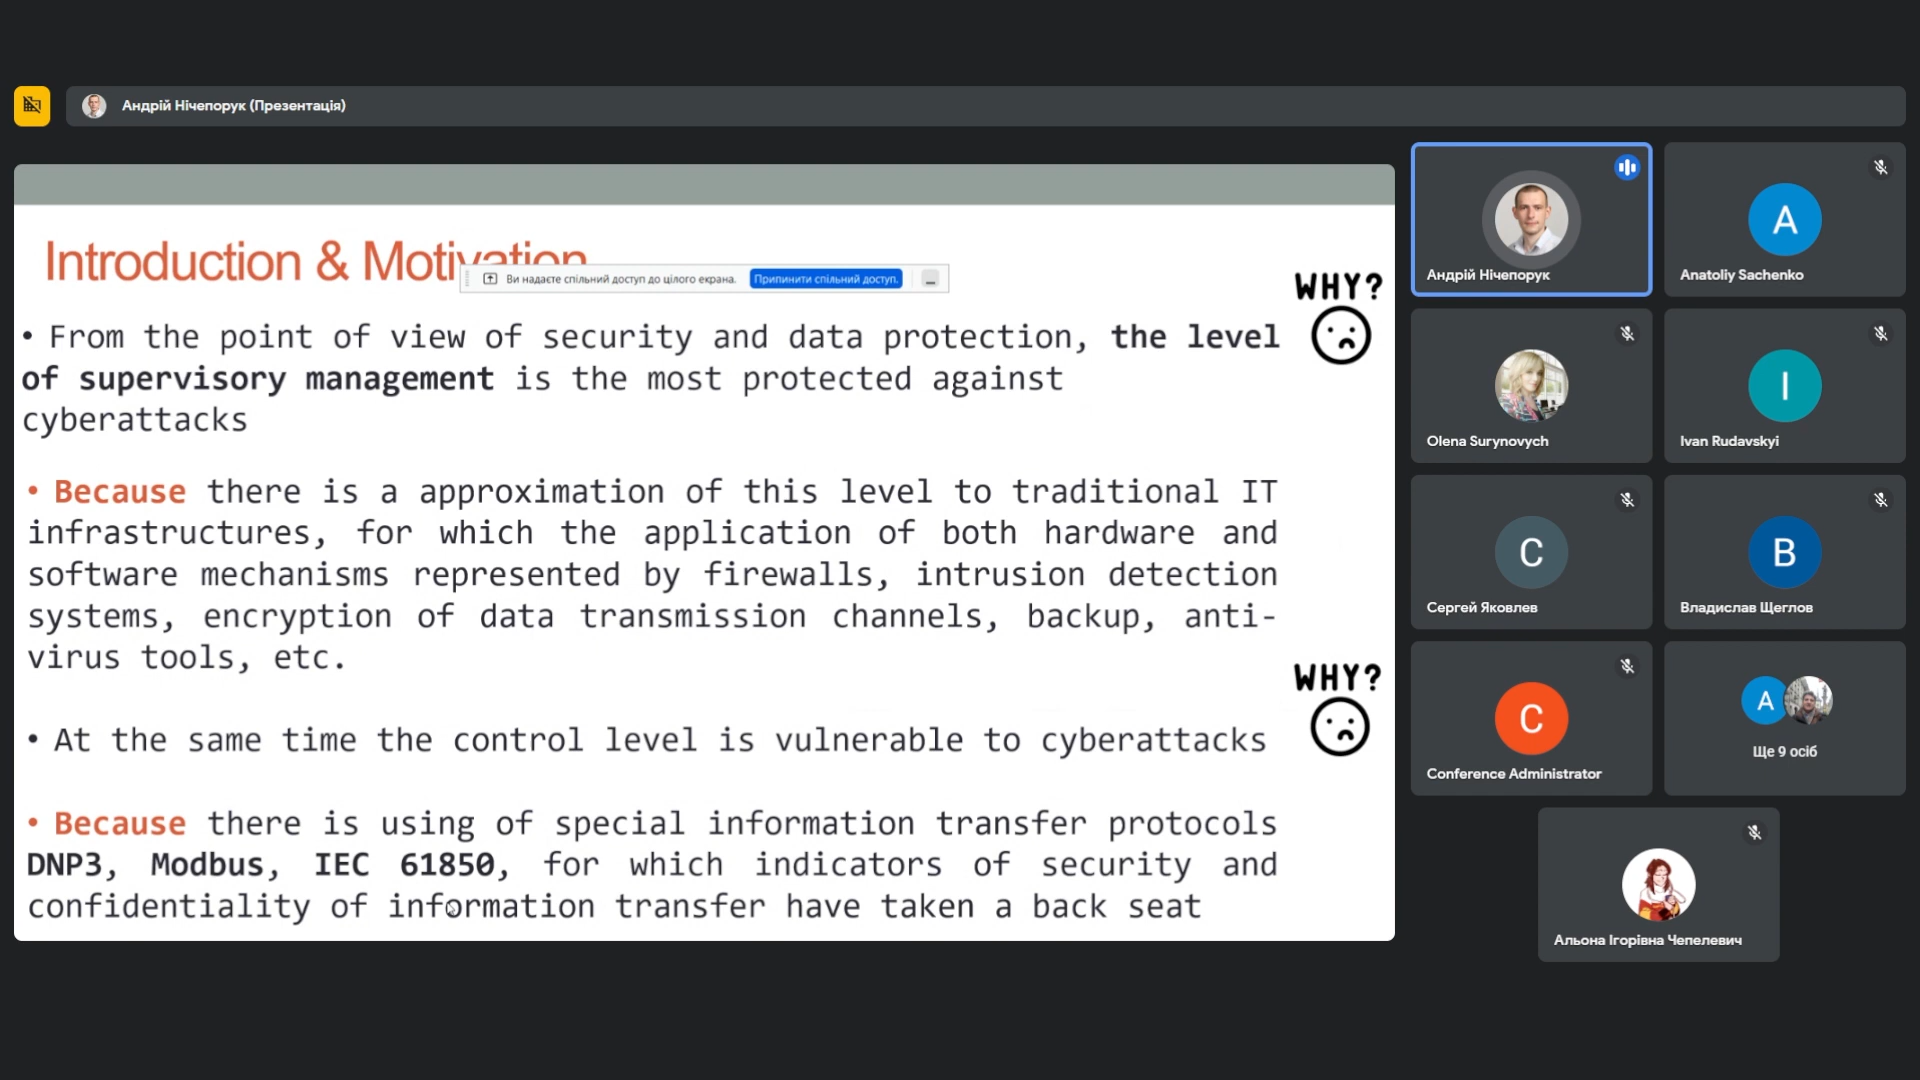 Андрій Нічепорук (Презентація)
Introduction & Motivation
Ви надаєте спільний доступ до цілого екрана. Припинити спільний доступ.
WHY?
• From the point of view of security and data protection, the level
of supervisory management is the most protected against
cyberattacks
• Because there is a approximation of this level to traditional IT
infrastructures, for which the application of both hardware and
software mechanisms represented by firewalls, intrusion detection
systems, encryption of data transmission channels, backup, anti-
virus tools, etc.
WHY?
• At the same time the control level is vulnerable to cyberattacks
• Because there is using of special information transfer protocols
DNP3, Modbus, IEC 61850, for which indicators of security and
confidentiality of information transfer have taken a back seat
Андрій Нічепорук
A
Anatoliy Sachenko
Olena Surynovych
I
Ivan Rudavskyi
С
Сергей Яковлев
В
Владислав Щеглов
C
Conference Administrator
A
Ще 9 осіб
Альона Ігорівна Чепелевич